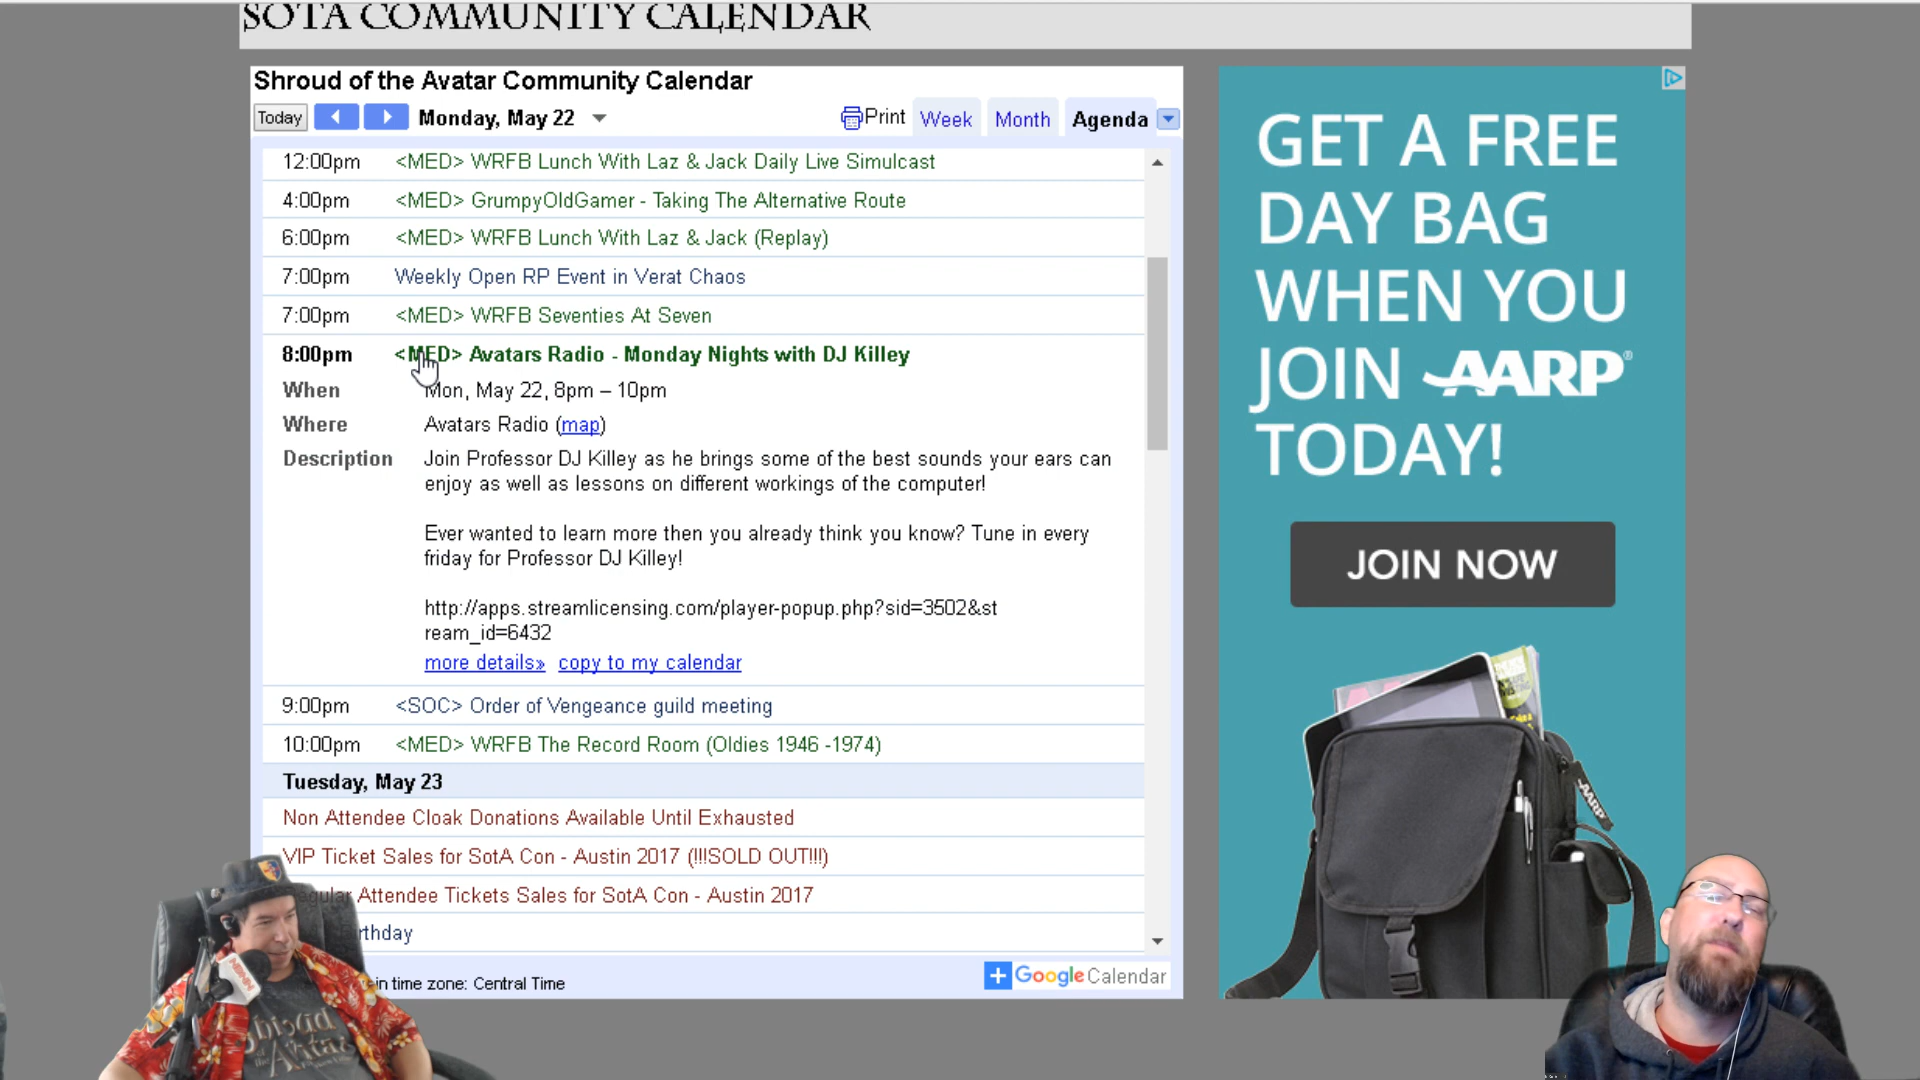 SOTA COMMUNITY CALENDAR
Shroud of the Avatar Community Calendar
Today Monday, May 22 Print Week Month Agenda
12:00pm <MED> WRFB Lunch With Laz & Jack Daily Live Simulcast
4:00pm <MED> GrumpyOldGamer - Taking The Alternative Route
6:00pm <MED> WRFB Lunch With Laz & Jack (Replay)
7:00pm Weekly Open RP Event in Verat Chaos
7:00pm <MED> WRFB Seventies At Seven
8:00pm <MED> Avatars Radio - Monday Nights with DJ Killey
When Mon, May 22, 8pm – 10pm
Where Avatars Radio (map)
Description Join Professor DJ Killey as he brings some of the best sounds your ears can
enjoy as well as lessons on different workings of the computer!
Ever wanted to learn more then you already think you know? Tune in every
friday for Professor DJ Killey!
http://apps.streamlicensing.com/player-popup.php?sid=3502&st
ream_id=6432
more details» copy to my calendar
9:00pm <SOC> Order of Vengeance guild meeting
10:00pm <MED> WRFB The Record Room (Oldies 1946 -1974)
Tuesday, May 23
Non Attendee Cloak Donations Available Until Exhausted
VIP Ticket Sales for SotA Con - Austin 2017 (!!!SOLD OUT!!!)
Attendee Tickets Sales for SotA Con - Austin 2017
in time zone: Central Time
Google Calendar
GET A FREE
DAY BAG
WHEN YOU
JOIN AARP®
TODAY!
JOIN NOW
AARP